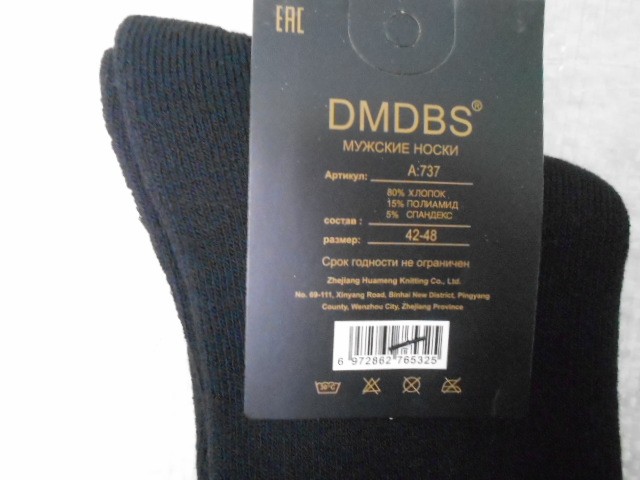 EAC
DMDBS®
МУЖСКИЕ НОСКИ
Артикул: А:737
80% ХЛОПОК
15% ПОЛИАМИД
состав : 5% СПАНДЕКС
размер: 42-48
Срок годности не ограничен
Zhejiang Huameng Knitting Co., Ltd.
No. 69-111, Xinyang Road, Binhai New District, Pingyang
County, Wenzhou City, Zhejiang Province
6 972862 765325